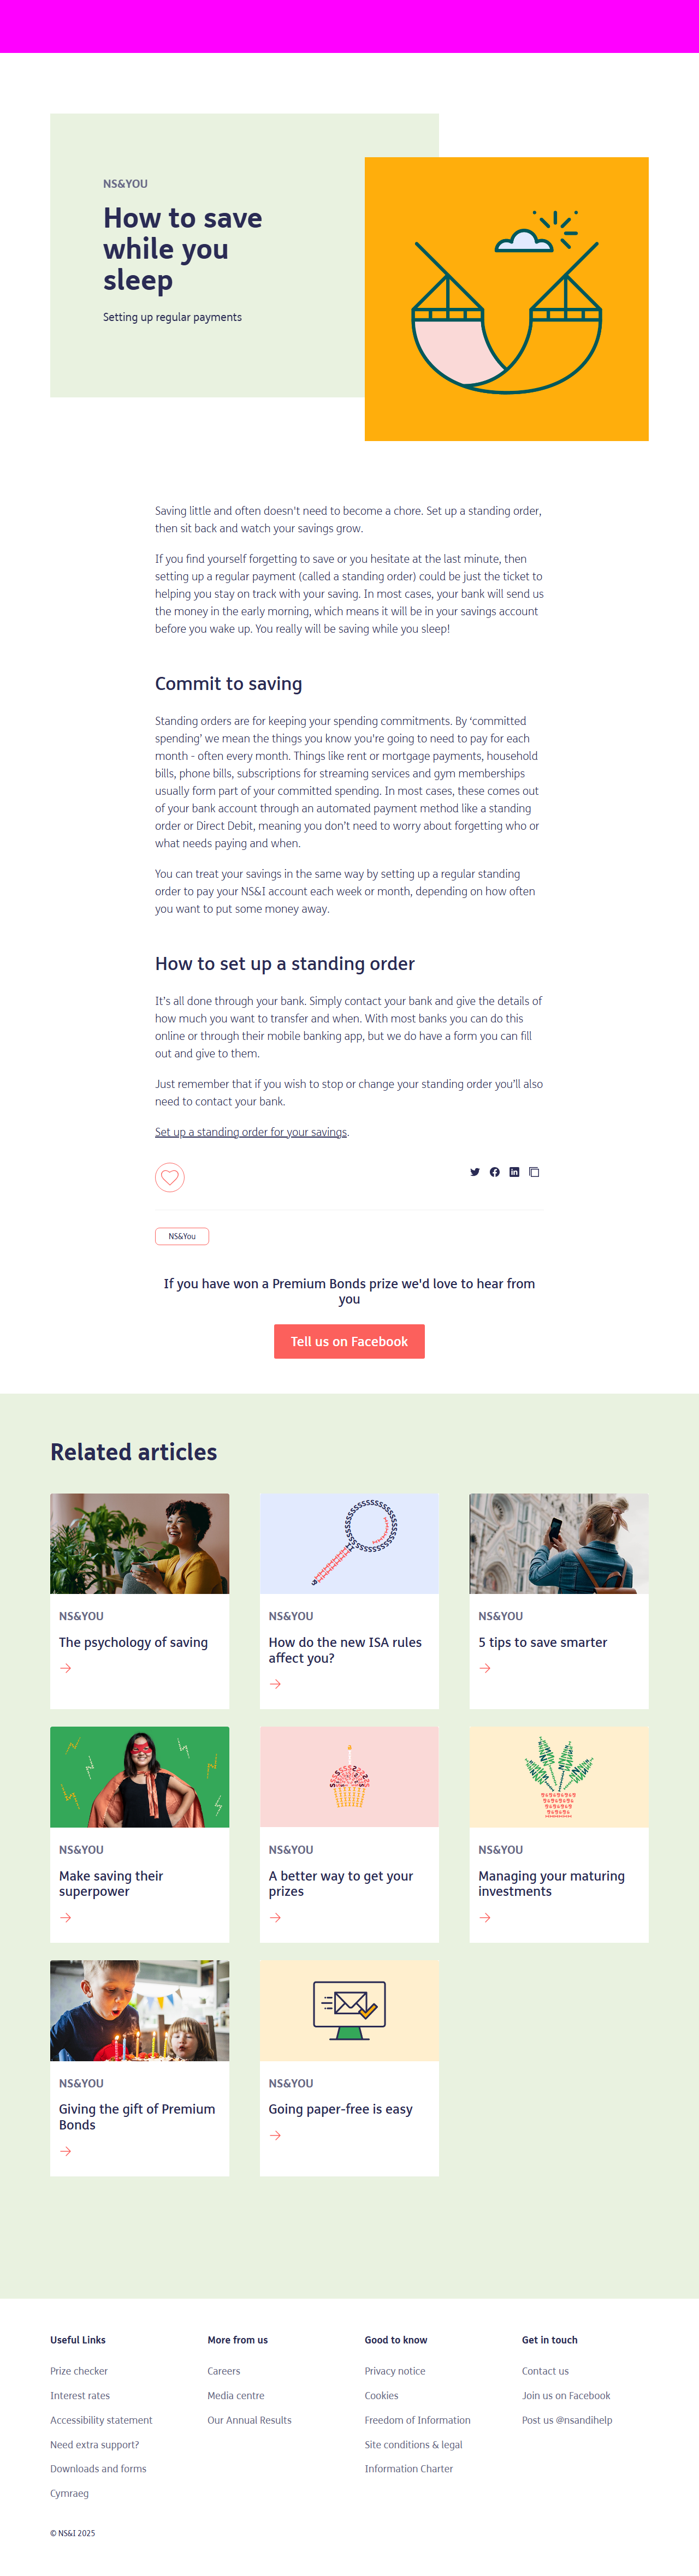 NS&YOU
How to save
while you
sleep
Setting up regular payments
Saving little and often doesn't need to become a chore. Set up a standing order,
then sit back and watch your savings grow.
If you find yourself forgetting to save or you hesitate at the last minute, then
setting up a regular payment (called a standing order) could be just the ticket to
helping you stay on track with your saving. In most cases, your bank will send us
the money in the early morning, which means it will be in your savings account
before you wake up. You really will be saving while you sleep!
Commit to saving
Standing orders are for keeping your spending commitments. By ‘committed
spending’ we mean the things you know you're going to need to pay for each
month - often every month. Things like rent or mortgage payments, household
bills, phone bills, subscriptions for streaming services and gym memberships
usually form part of your committed spending. In most cases, these comes out
of your bank account through an automated payment method like a standing
order or Direct Debit, meaning you don’t need to worry about forgetting who or
what needs paying and when.
You can treat your savings in the same way by setting up a regular standing
order to pay your NS&I account each week or month, depending on how often
you want to put some money away.
How to set up a standing order
It's all done through your bank. Simply contact your bank and give the details of
how much you want to transfer and when. With most banks you can do this
online or through their mobile banking app, but we do have a form you can fill
out and give to them.
Just remember that if you wish to stop or change your standing order you’ll also
need to contact your bank.
Set up a standing order for your savings.
NS&You
If you have won a Premium Bonds prize we'd love to hear from
you
Tell us on Facebook
Related articles
NS&YOU
The psychology of saving
NS&YOU
How do the new ISA rules
affect you?
NS&YOU
5 tips to save smarter
NS&YOU
Make saving their
superpower
NS&YOU
A better way to get your
prizes
NS&YOU
Managing your maturing
investments
NS&YOU
Giving the gift of Premium
Bonds
NS&YOU
Going paper-free is easy
Useful Links
Prize checker
Interest rates
Accessibility statement
Need extra support?
Downloads and forms
Cymraeg
More from us
Careers
Media centre
Our Annual Results
Good to know
Privacy notice
Cookies
Freedom of Information
Site conditions & legal
Information Charter
Get in touch
Contact us
Join us on Facebook
Post us @nsandihelp
© NS&I 2025